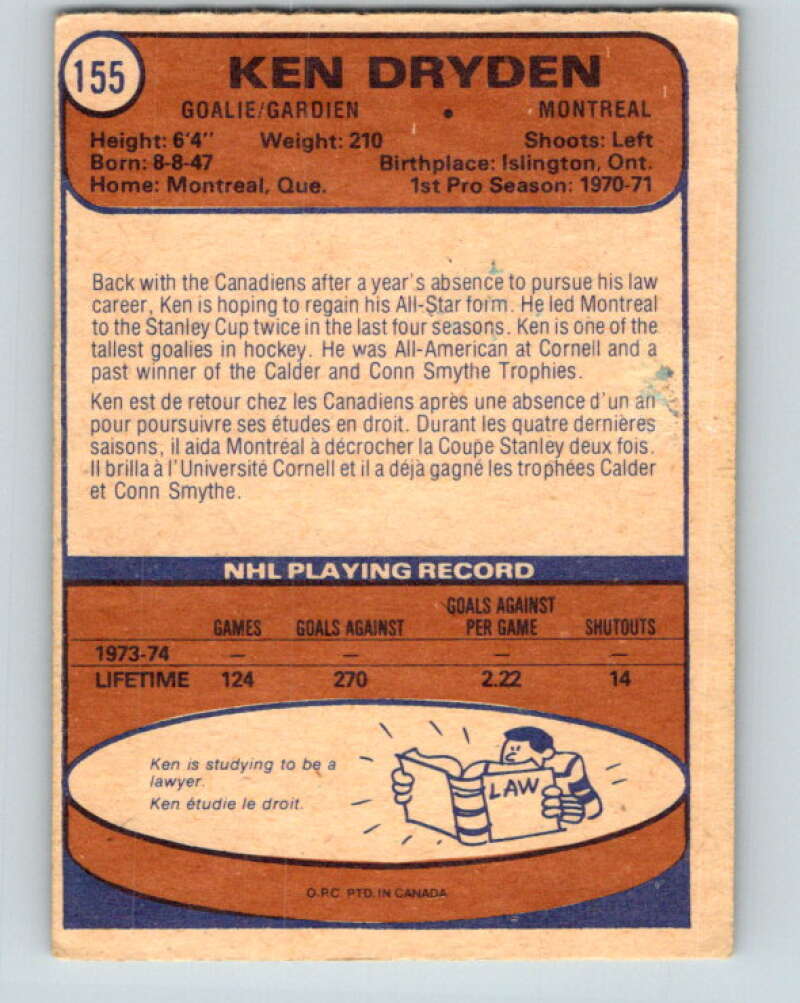 155
KEN DRYDEN
GOALIE/GARDIEN • MONTREAL
Height: 6'4" Weight: 210 Shoots: Left
Born: 8-8-47 Birthplace: Islington, Ont.
Home: Montreal, Que. 1st Pro Season: 1970-71
Back with the Canadiens after a year's absence to pursue his law
career, Ken is hoping to regain his All-Star form. He led Montreal
to the Stanley Cup twice in the last four seasons. Ken is one of the
tallest goalies in hockey. He was All-American at Cornell and a
past winner of the Calder and Conn Smythe Trophies.
Ken est de retour chez les Canadiens après une absence d'un an
pour poursuivre ses études en droit. Durant les quatre dernières
saisons, il aida Montréal à décrocher la Coupe Stanley deux fois.
Il brilla à l'Université Cornell et il a déjà gagné les trophées Calder
et Conn Smythe.
NHL PLAYING RECORD
GAMES GOALS AGAINST GOALS AGAINST PER GAME SHUTOUTS
1973-74 — — — —
LIFETIME 124 270 2.22 14
Ken is studying to be a
lawyer.
Ken étudie le droit.
LAW
O.P.C. PTD. IN CANADA